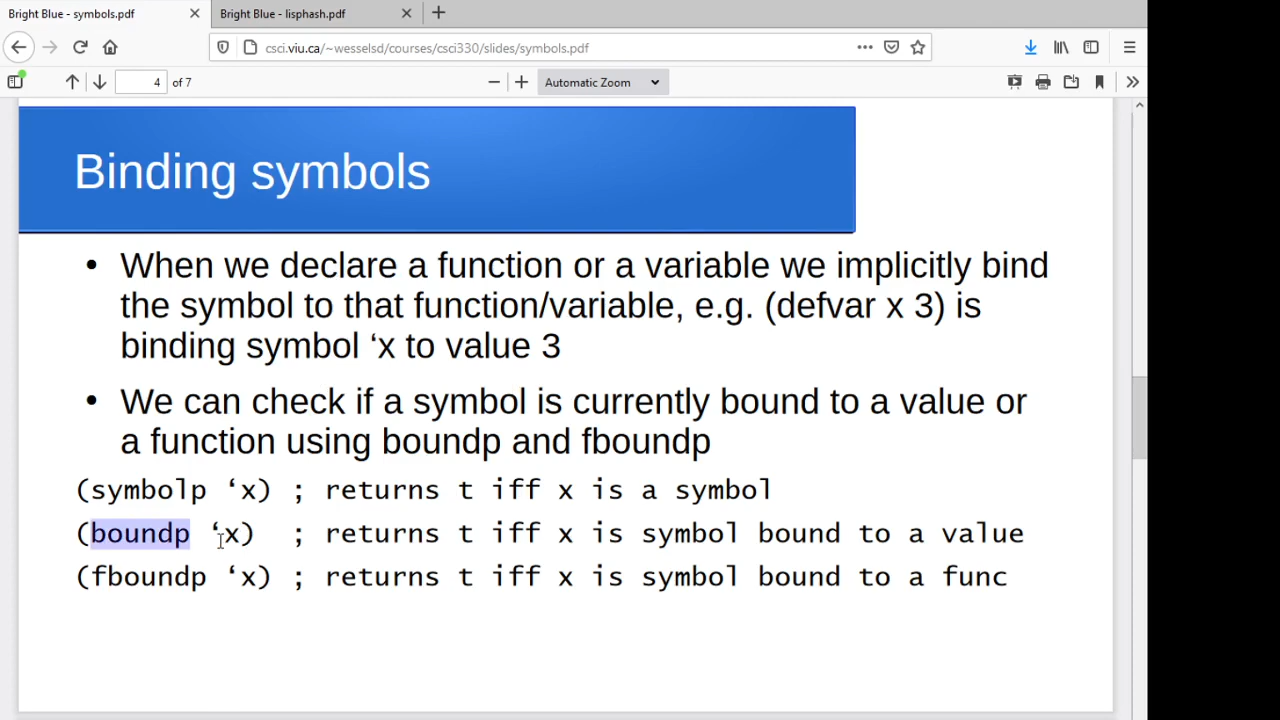 Bright Blue - symbols.pdf
Bright Blue - lisphash.pdf
csci.viu.ca/~wesselsd/courses/csci330/slides/symbols.pdf
4 of 7
Automatic Zoom
Binding symbols
• When we declare a function or a variable we implicitly bind
the symbol to that function/variable, e.g. (defvar x 3) is
binding symbol ‘x to value 3
• We can check if a symbol is currently bound to a value or
a function using boundp and fboundp
(symbolp ‘x) ; returns t iff x is a symbol
(boundp ‘x) ; returns t iff x is symbol bound to a value
(fboundp ‘x) ; returns t iff x is symbol bound to a func